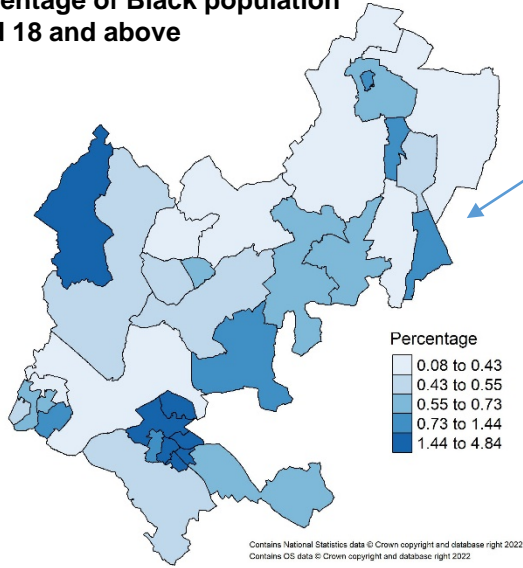 centage of Black population
18 and above
Percentage
0.08 to 0.43
0.43 to 0.55
0.55 to 0.73
0.73 to 1.44
1.44 to 4.84
Contains National Statistics data © Crown copyright and database right 2022
Contains OS data © Crown copyright and database right 2022